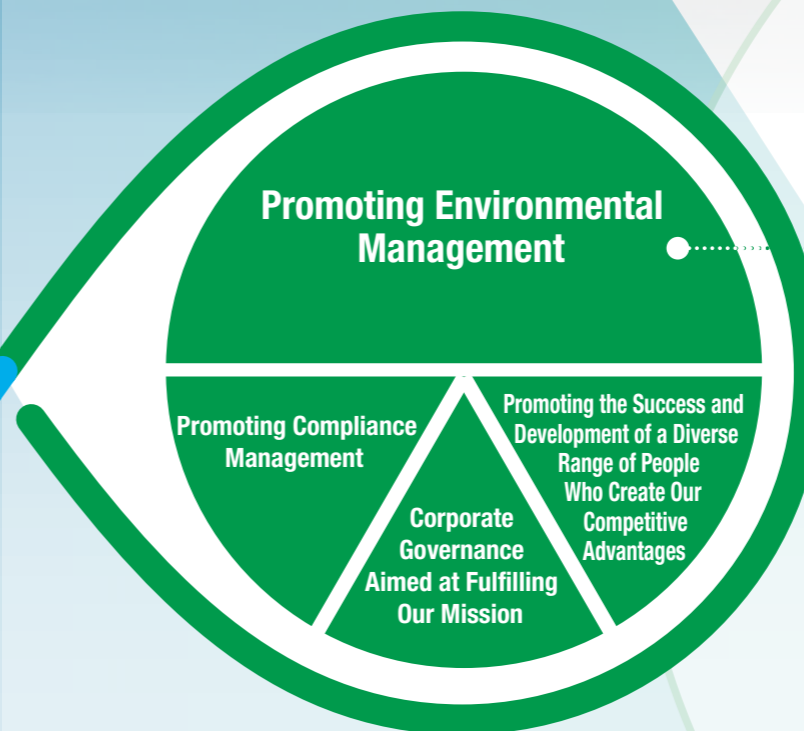 Promoting Environmental
Management
Promoting Compliance
Management
Corporate
Governance
Aimed at Fulfilling
Our Mission
Promoting the Success and
Development of a Diverse
Range of People
Who Create Our
Competitive
Advantages